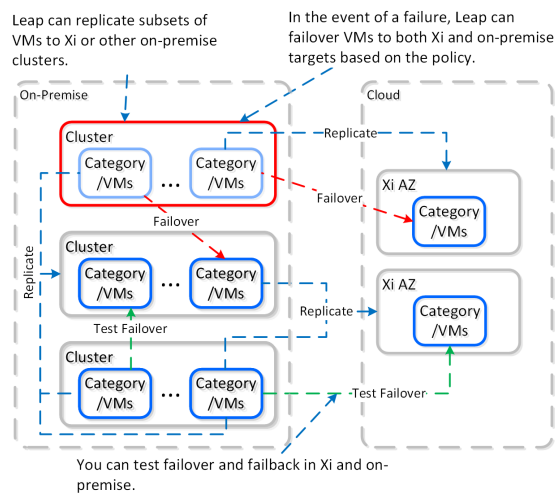 Leap can replicate subsets of
VMs to Xi or other on-premise
clusters.
In the event of a failure, Leap can
failover VMs to both Xi and on-premise
targets based on the policy.
On-Premise
Cloud
Cluster
Category
/VMs
...
Category
/VMs
Replicate
Xi AZ
Category
/VMs
Failover
Failover
Cluster
Category
/VMs
...
Category
/VMs
Replicate
Xi AZ
Category
/VMs
Replicate
Test Failover
Cluster
Category
/VMs
...
Category
/VMs
Test Failover
You can test failover and failback in Xi and on-
premise.